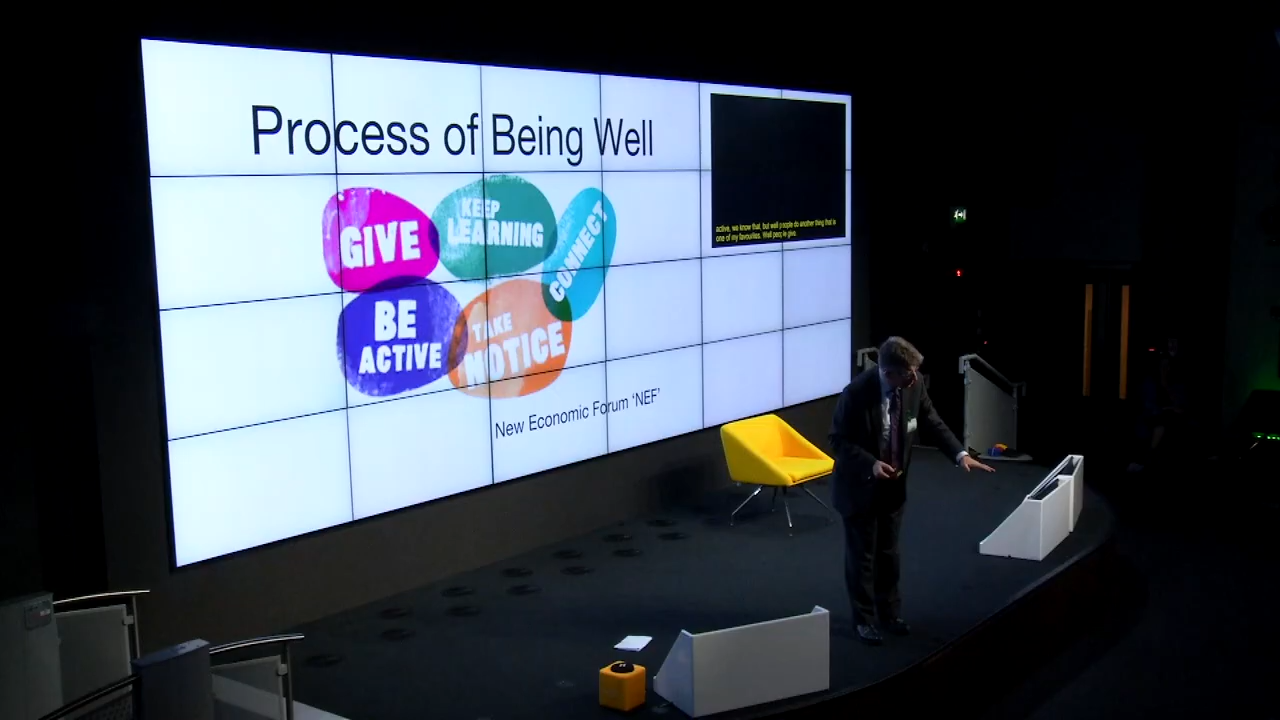 Process of Being Well
GIVE
KEEP
LEARNING
CONNECT
BE
ACTIVE
TAKE
NOTICE
New Economic Forum ‘NEF’
active, we know that, but well people do another thing that is
one of my favourites. Well people give.